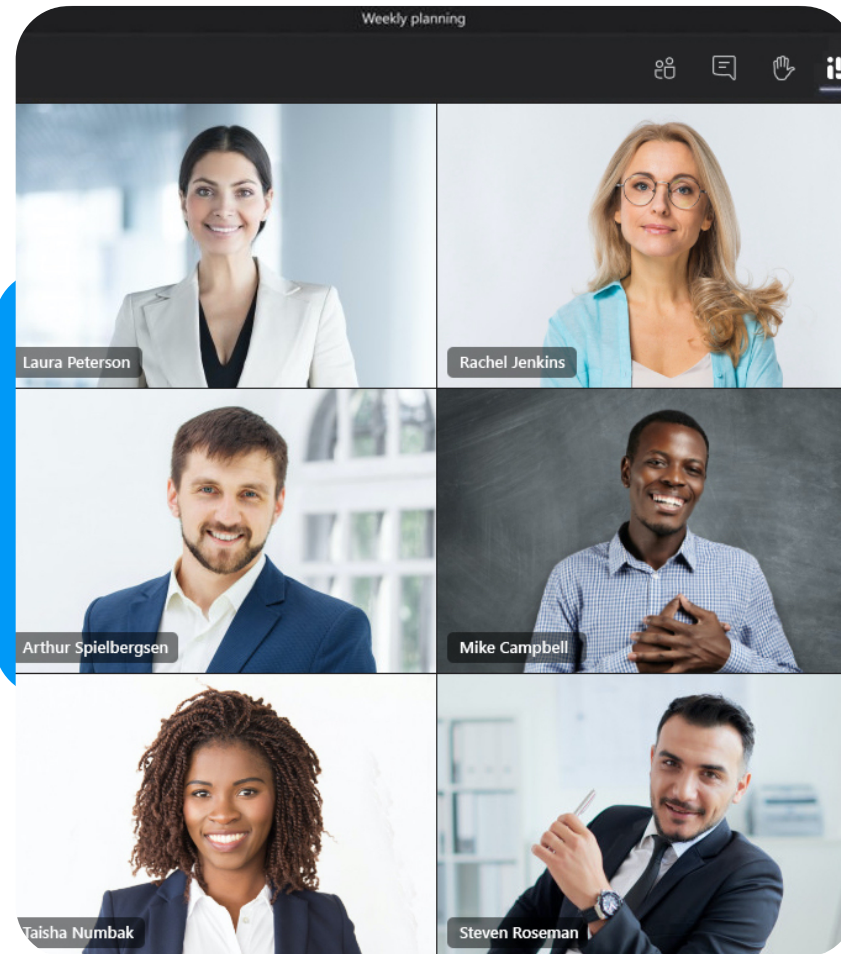 Weekly planning
Laura Peterson
Rachel Jenkins
Arthur Spielbergsen
Mike Campbell
Taisha Numbak
Steven Roseman